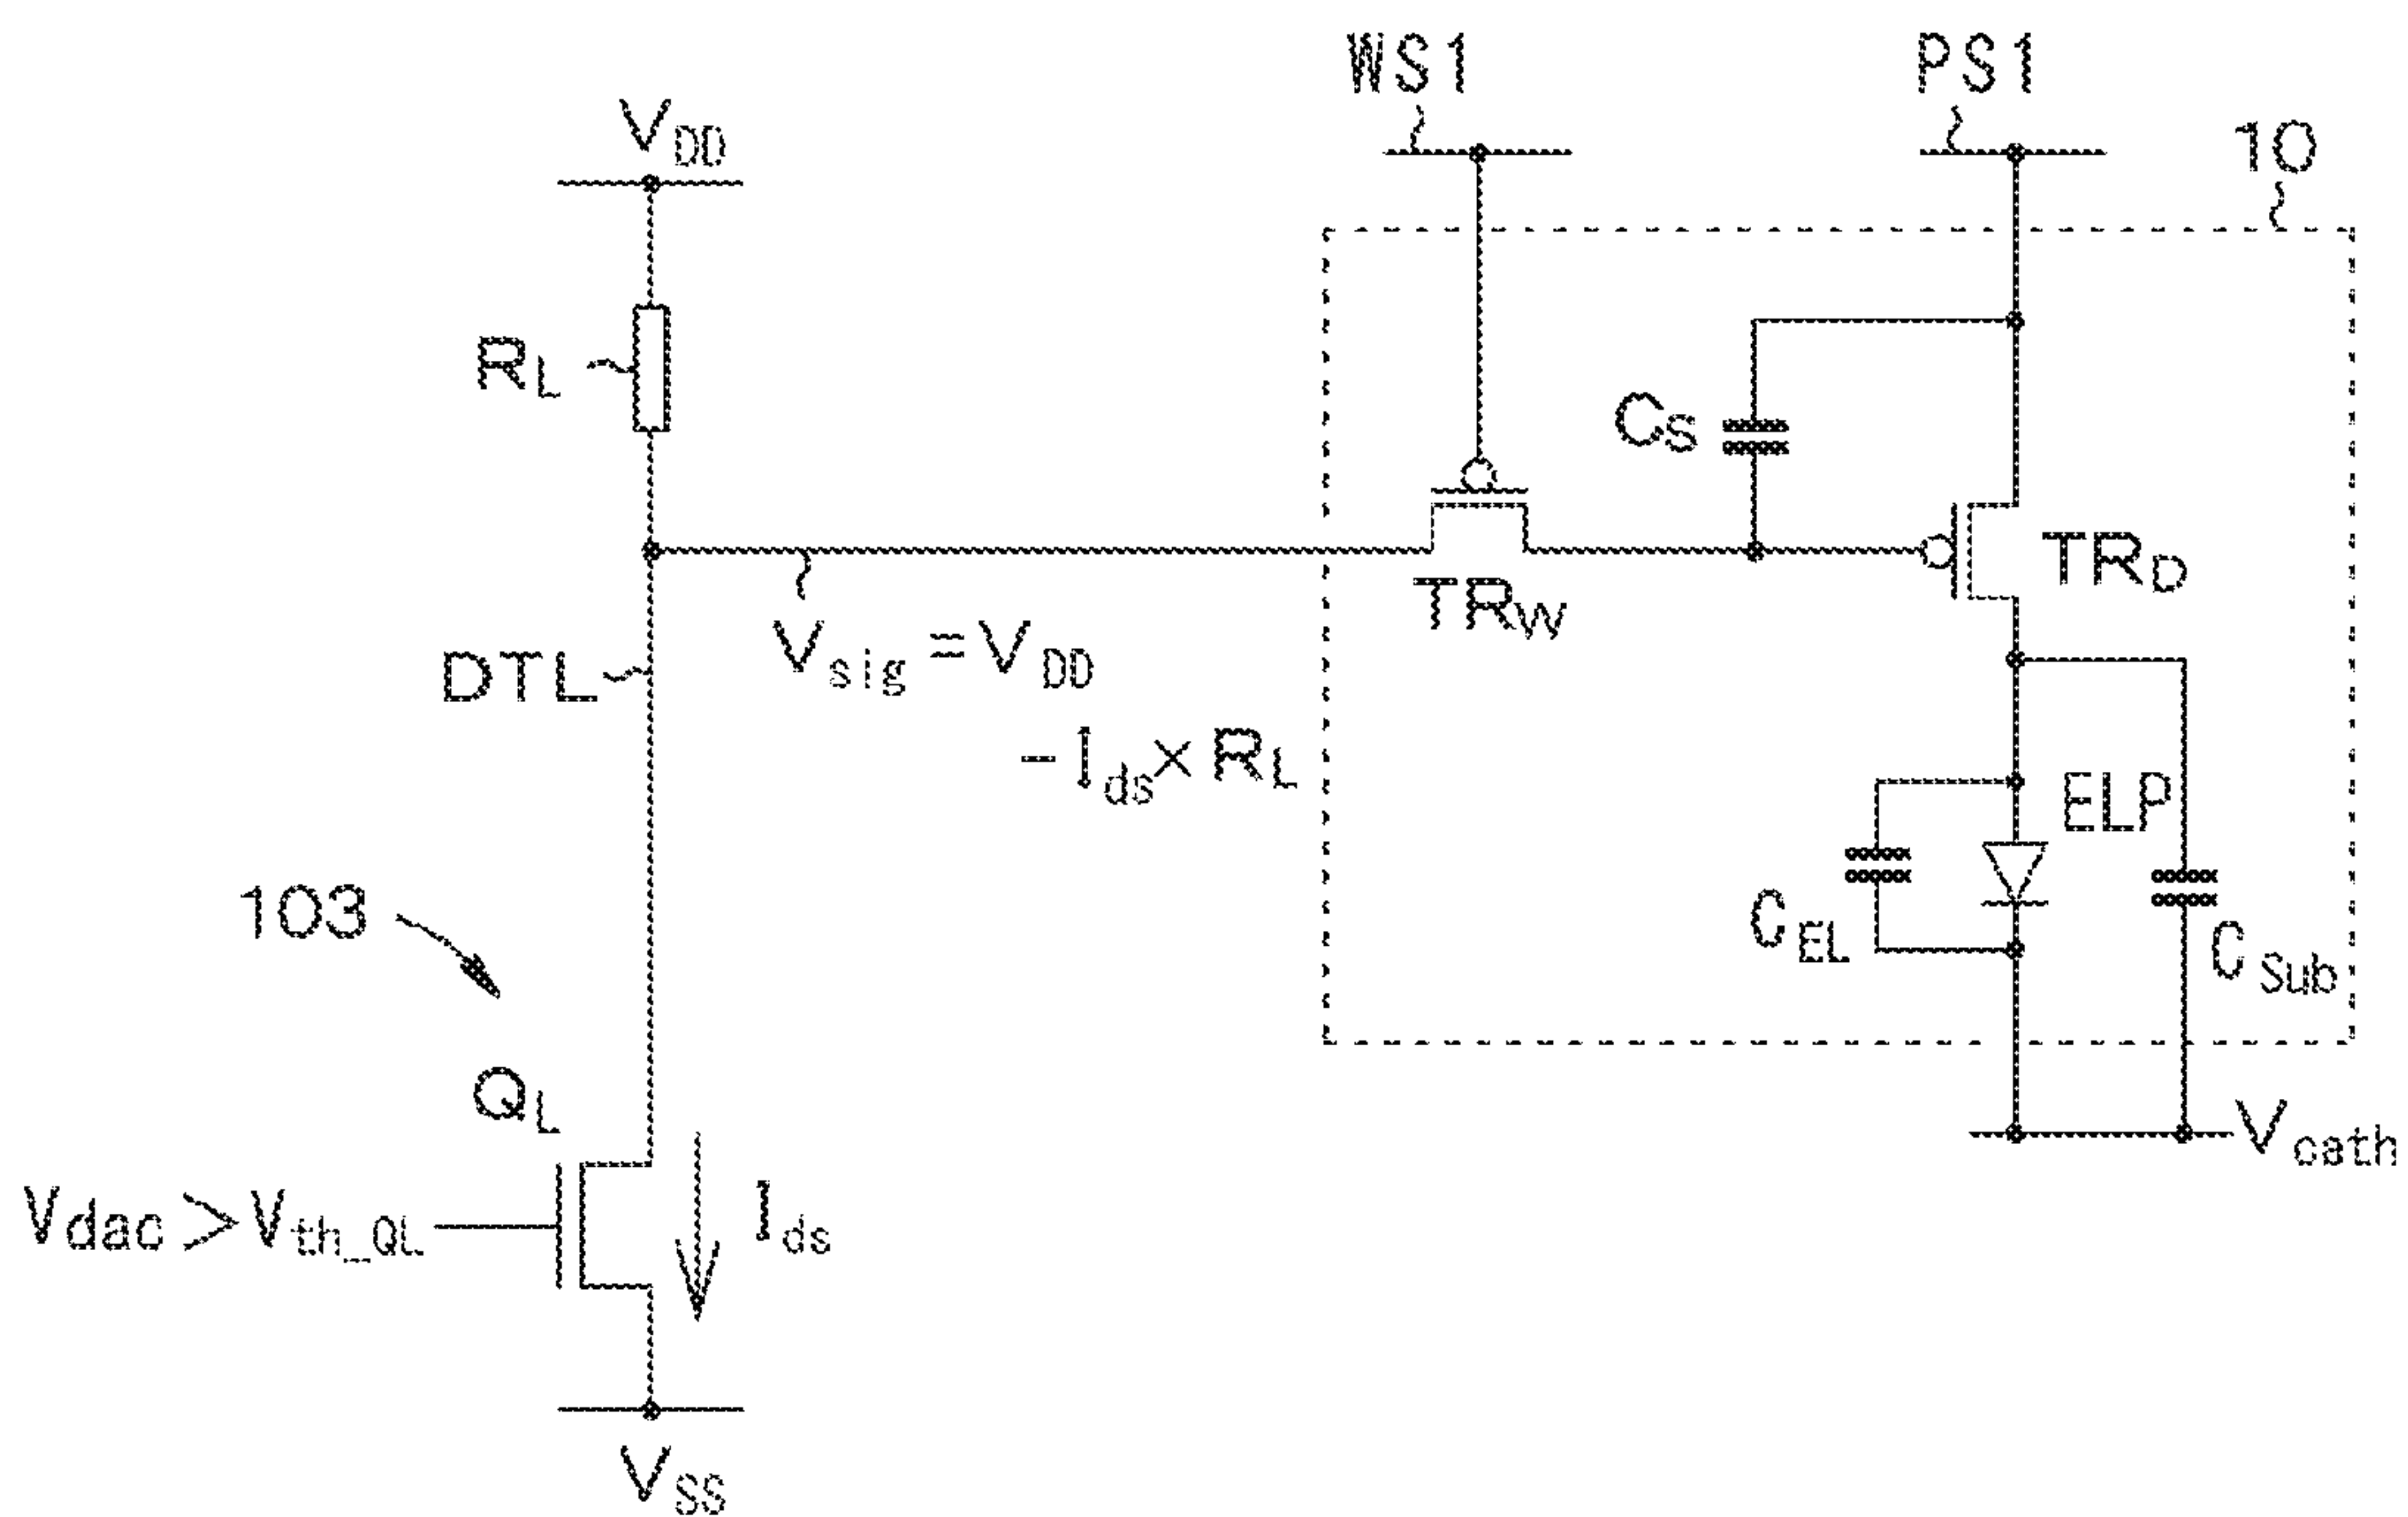 WS1
PS1
VDD
10
RL
CS
TRD
TRW
Vsig=VDD
-Ids×RL
DTL
ELP
103
CEL
CSub
QL
Vcath
Vdac>Vth_QL
Ids
VSS